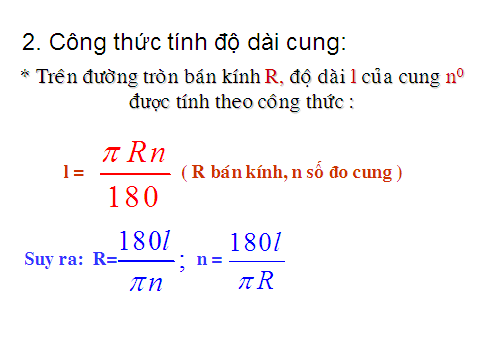 2. Công thức tính độ dài cung:
* Trên đường tròn bán kính R, độ dài l của cung n⁰
được tính theo công thức :
l = πRn/180 ( R bán kính, n số đo cung )
Suy ra: R= 180l/πn ; n = 180l/πR